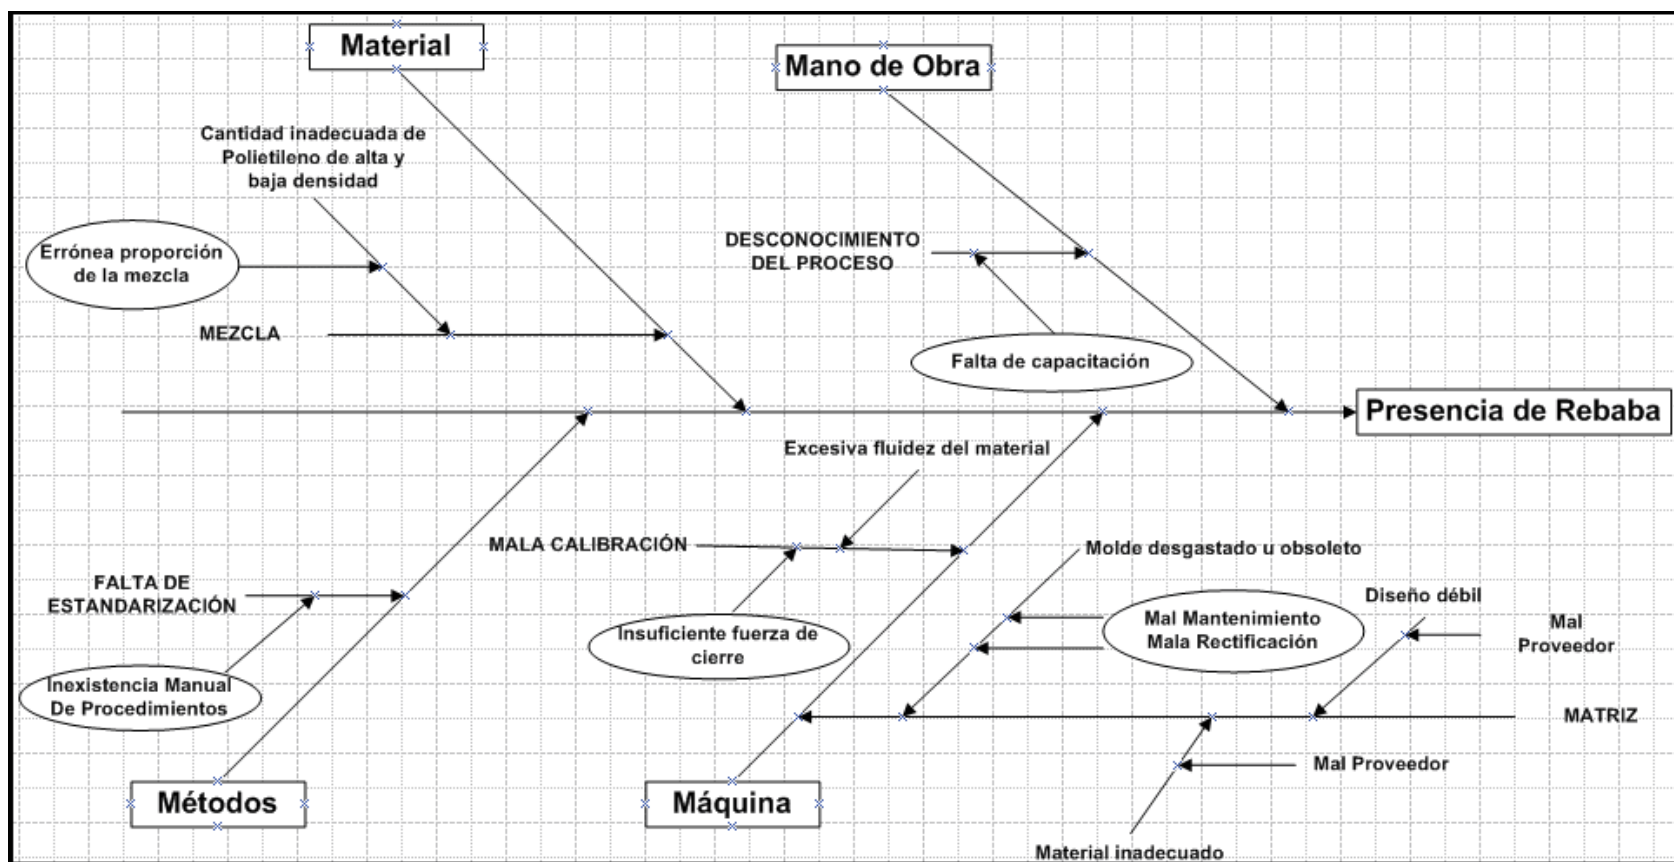 Material
Mano de Obra
Cantidad inadecuada de
Polietileno de alta y
baja densidad
Errónea proporción
de la mezcla
MEZCLA
DESCONOCIMIENTO
DEL PROCESO
Falta de capacitación
Presencia de Rebaba
Excesiva fluidez del material
MALA CALIBRACIÓN
Insuficiente fuerza de
cierre
FALTA DE
ESTANDARIZACIÓN
Inexistencia Manual
De Procedimientos
Molde desgastado u obsoleto
Mal Mantenimiento
Mala Rectificación
Diseño débil
Mal
Proveedor
MATRIZ
Mal Proveedor
Material inadecuado
Métodos
Máquina